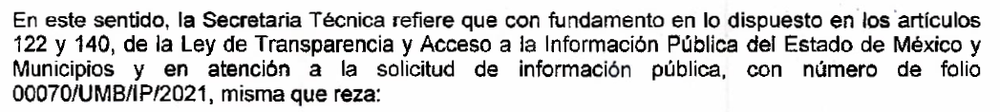 En este sentido, la Secretaria Técnica refiere que con fundamento en lo dispuesto en los artículos
122 y 140, de la Ley de Transparencia y Acceso a la Información Pública del Estado de México y
Municipios y en atención a la solicitud de información pública, con número de folio
00070/UMB/IP/2021, misma que reza: